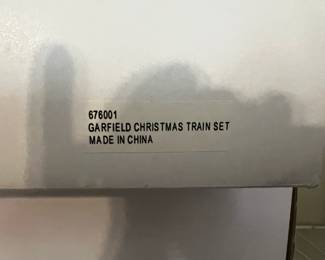 676001
GARFIELD CHRISTMAS TRAIN SET
MADE IN CHINA